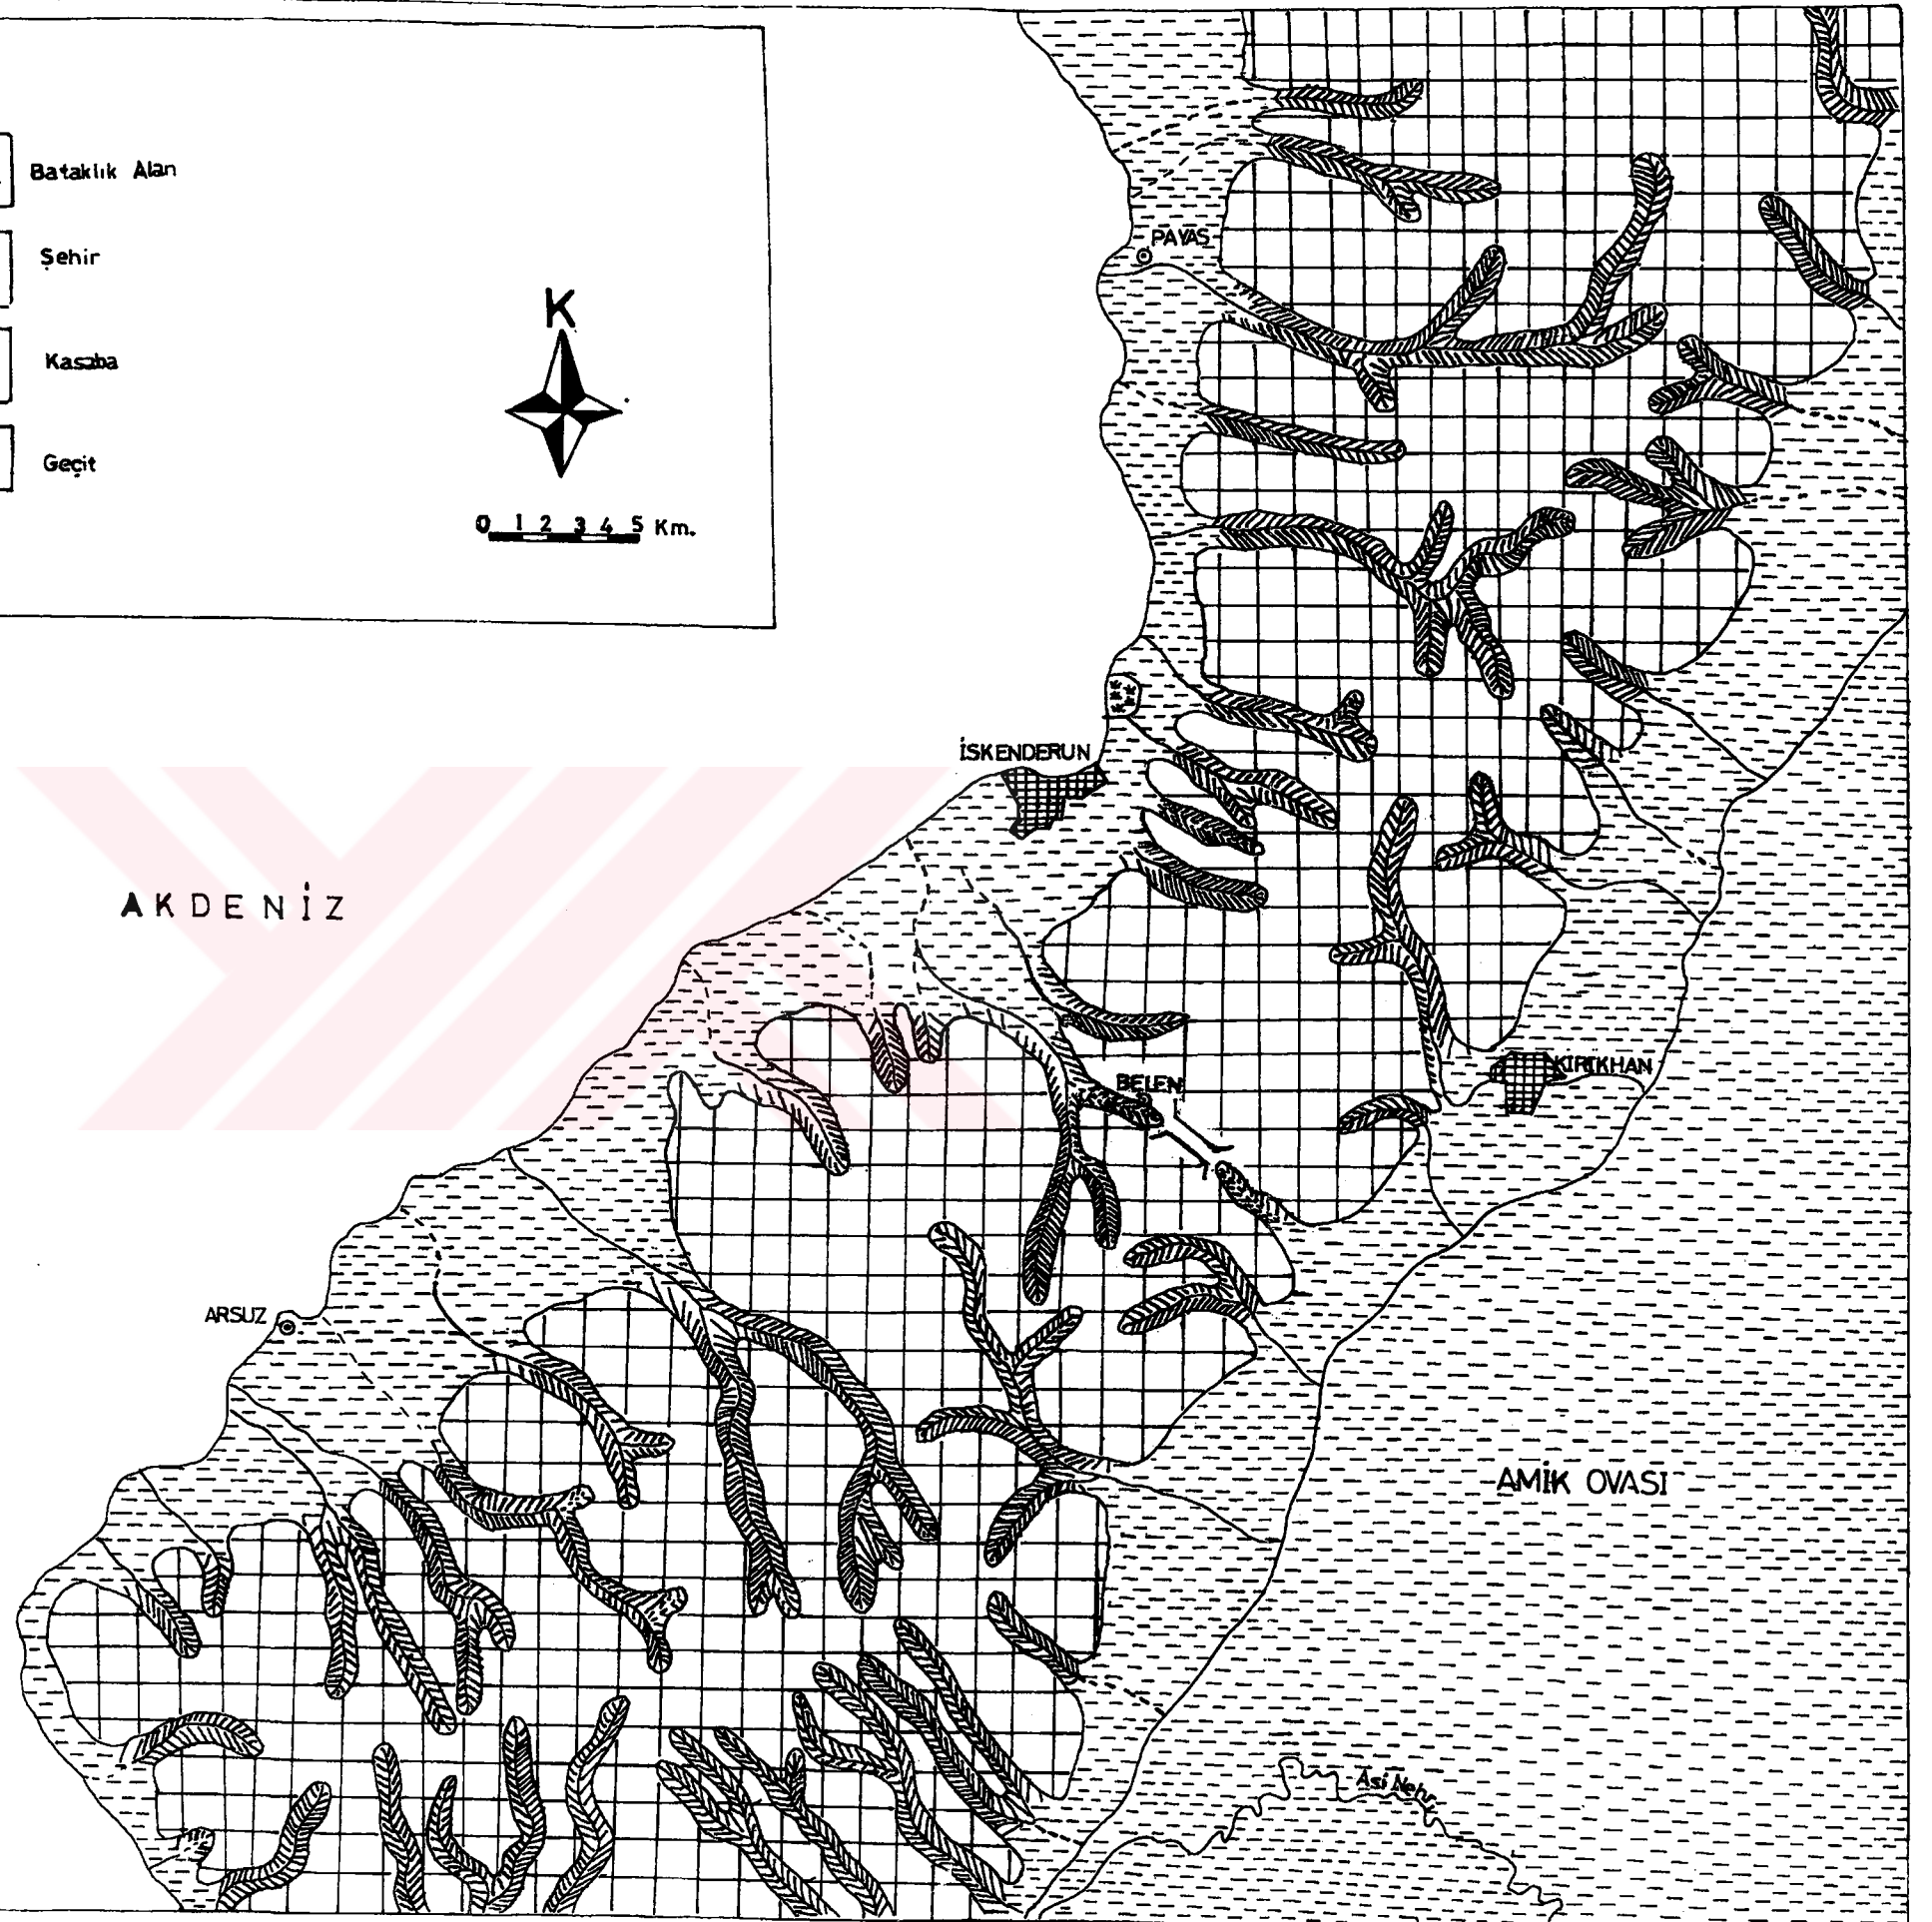 Bataklık Alan
Şehir
Kasaba
Geçit
K
0 1 2 3 4 5 Km.
PAYAS
İSKENDERUN
AKDENİZ
BELEN
KIRIKHAN
ARSUZ
AMİK OVASI
Asi Nehri